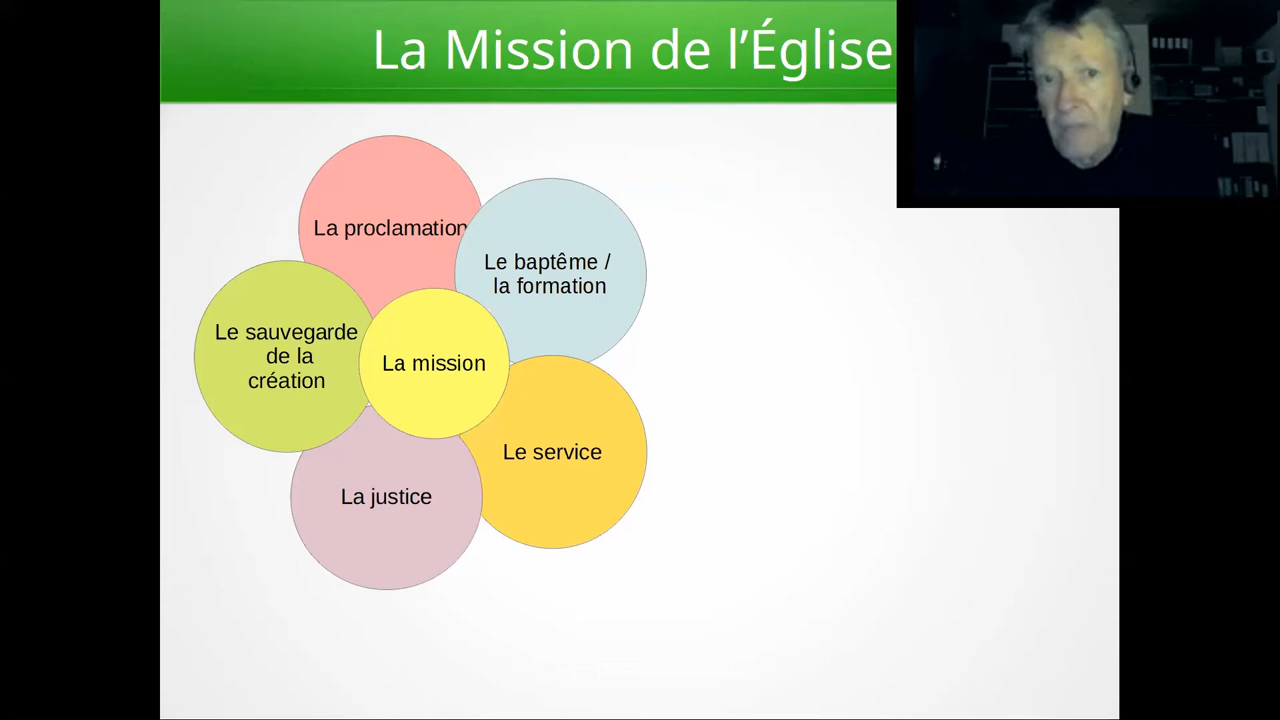 La Mission de l’Église
La proclamation
Le baptême /
la formation
Le sauvegarde
de la
création
La mission
Le service
La justice